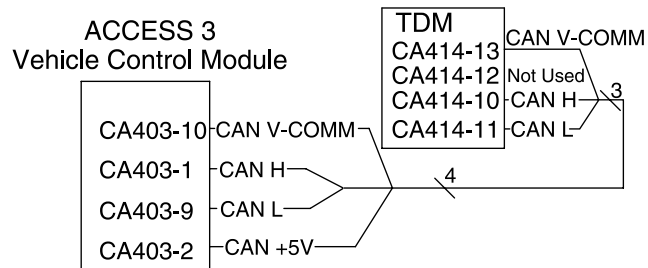 ACCESS 3
Vehicle Control Module
CA403-10 CAN V-COMM
CA403-1 CAN H
CA403-9 CAN L
CA403-2 CAN +5V
4
TDM
CA414-13 CAN V-COMM
CA414-12 Not Used
CA414-10 CAN H
CA414-11 CAN L
3